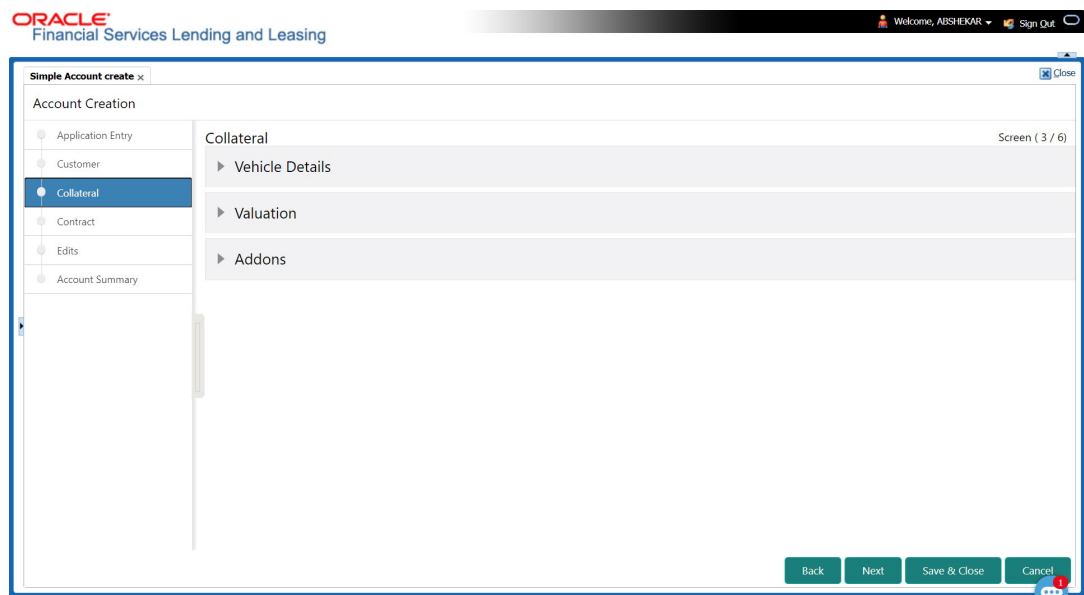 ORACLE
Financial Services Lending and Leasing
Welcome, ABSHEKAR
Sign Out
Simple Account create x
Close
Account Creation
Application Entry
Customer
Collateral
Contract
Edits
Account Summary
Collateral
Screen ( 3 / 6)
Vehicle Details
Valuation
Addons
Back
Next
Save & Close
Cancel
1